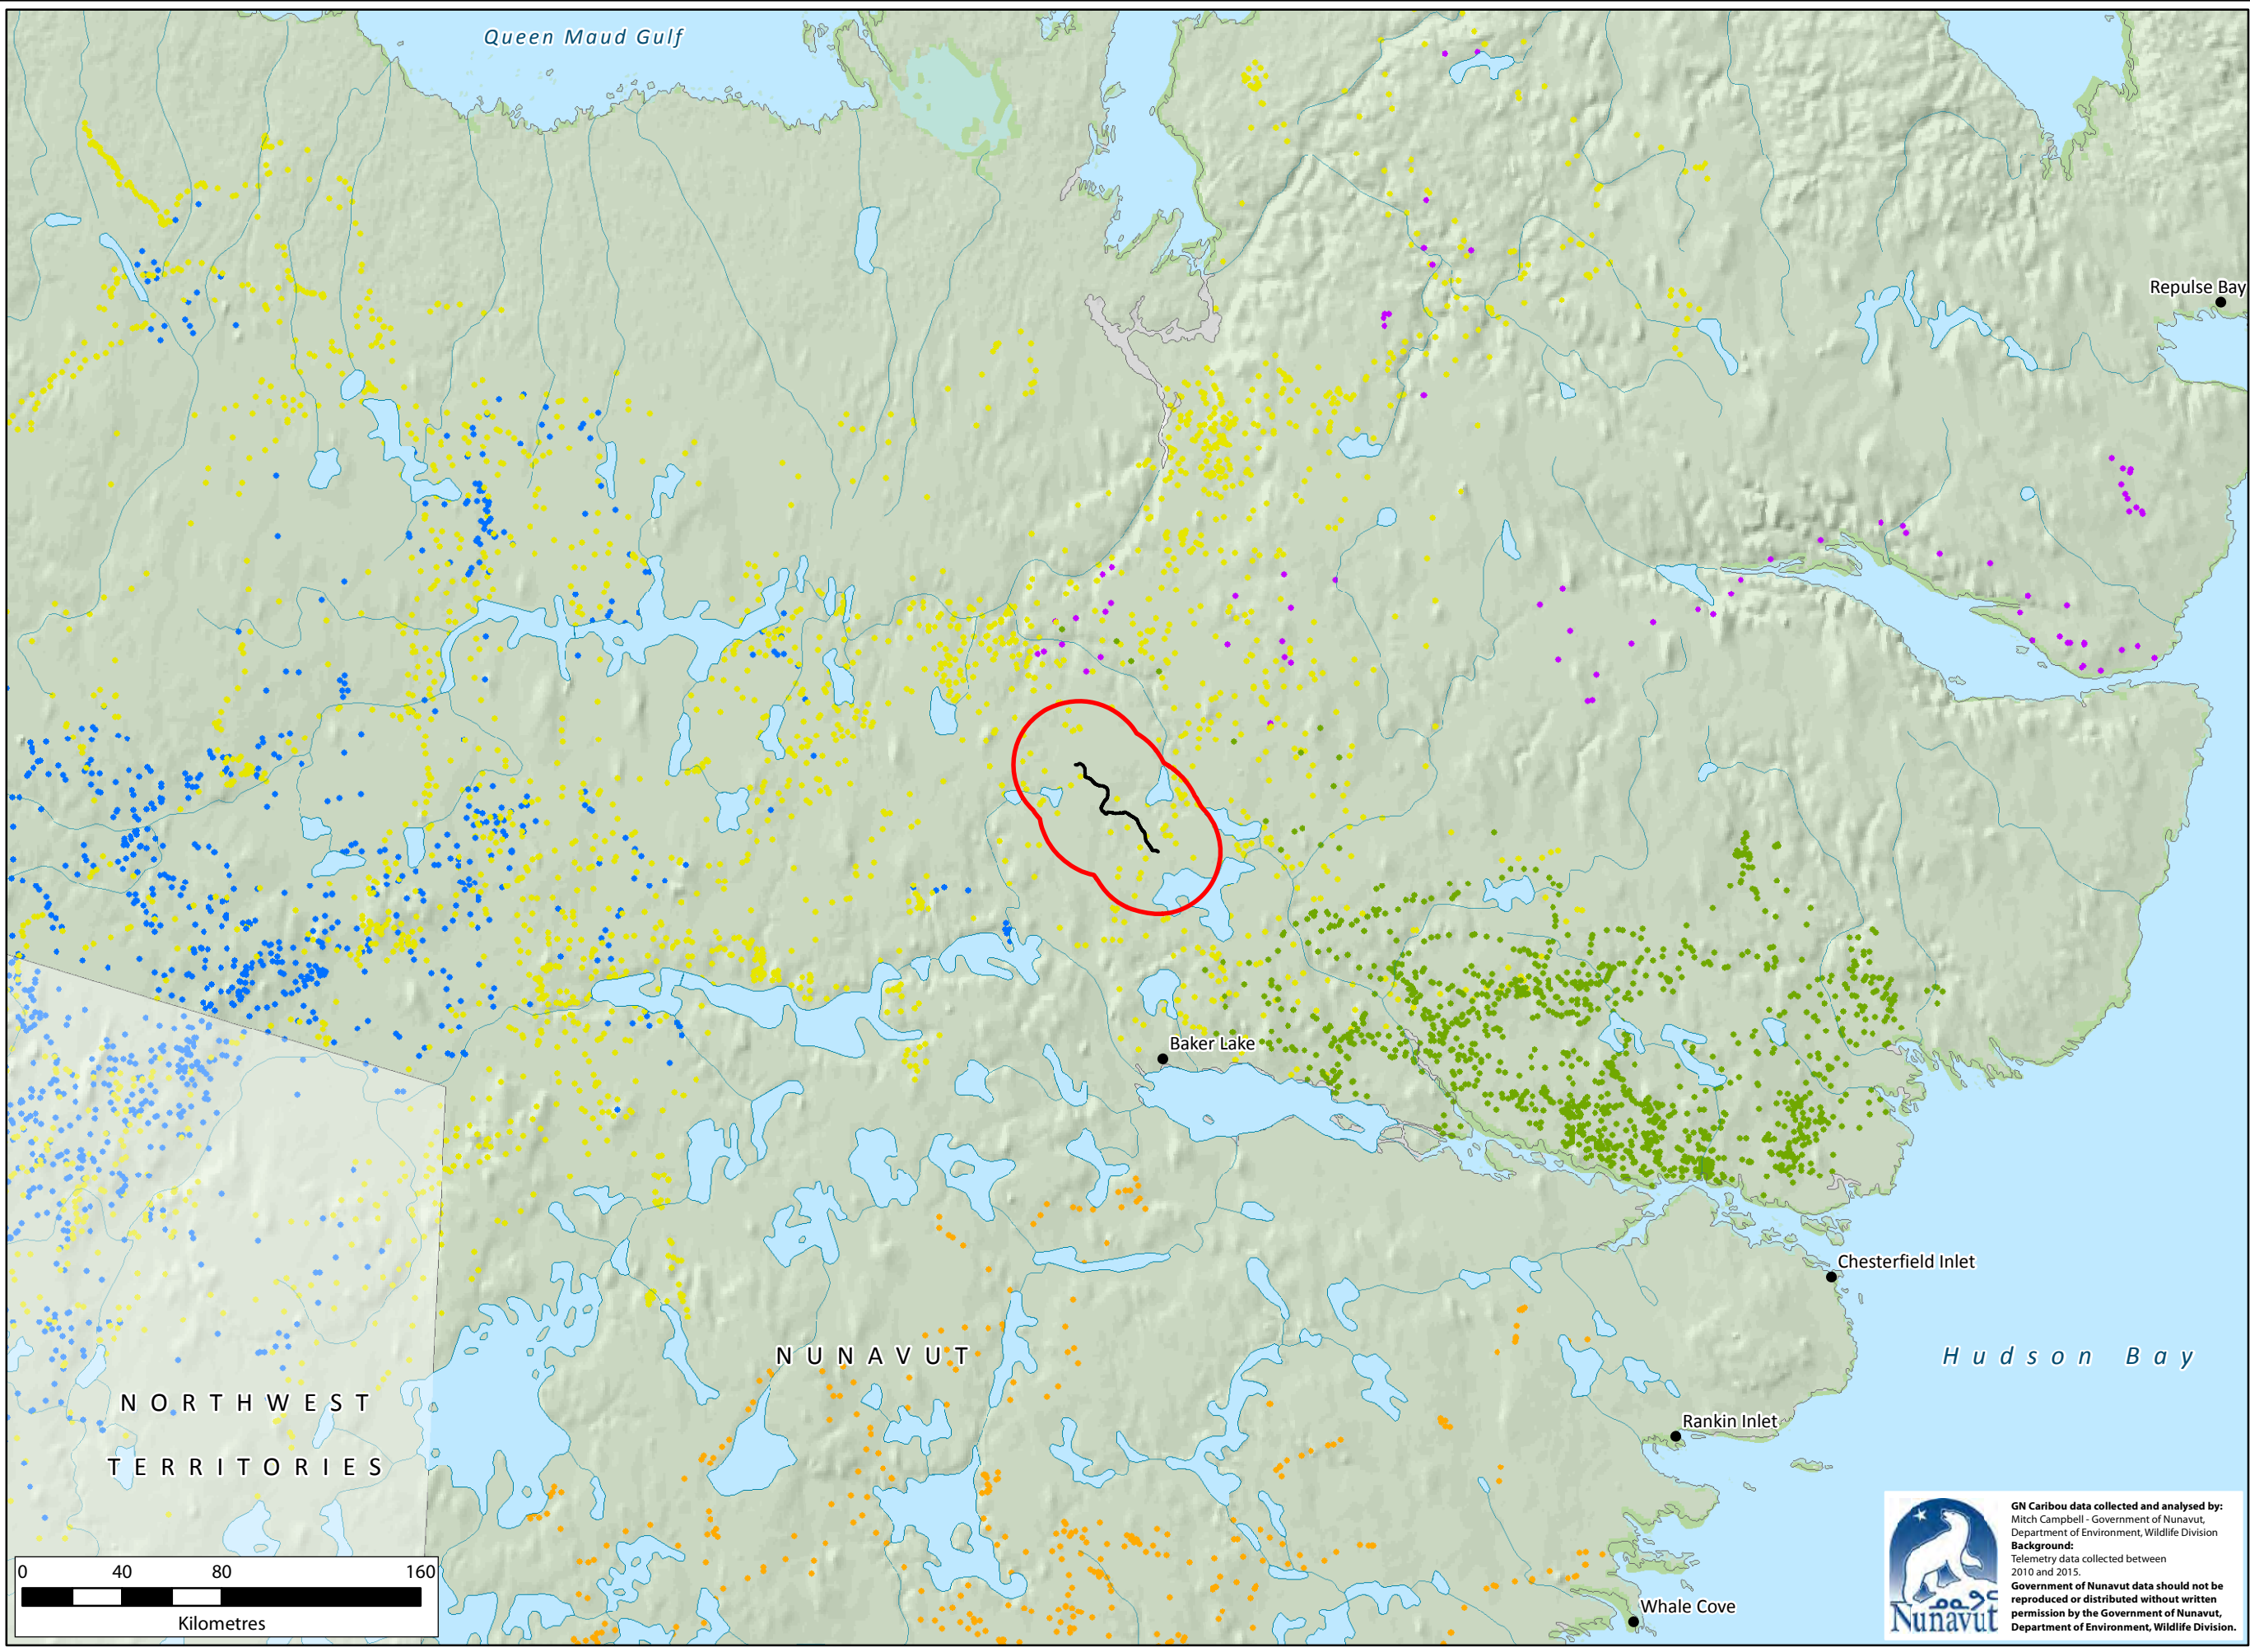 Queen Maud Gulf
Repulse Bay
Baker Lake
Chesterfield Inlet
NUNAVUT
Hudson Bay
NORTHWEST
TERRITORIES
Rankin Inlet
Whale Cove
0 40 80 160
Kilometres
Nunavut
ᓄᓇᕗᑦ
GN Caribou data collected and analysed by:
Mitch Campbell - Government of Nunavut,
Department of Environment, Wildlife Division
Background:
Telemetry data collected between
2010 and 2015.
Government of Nunavut data should not be
reproduced or distributed without written
permission by the Government of Nunavut,
Department of Environment, Wildlife Division.